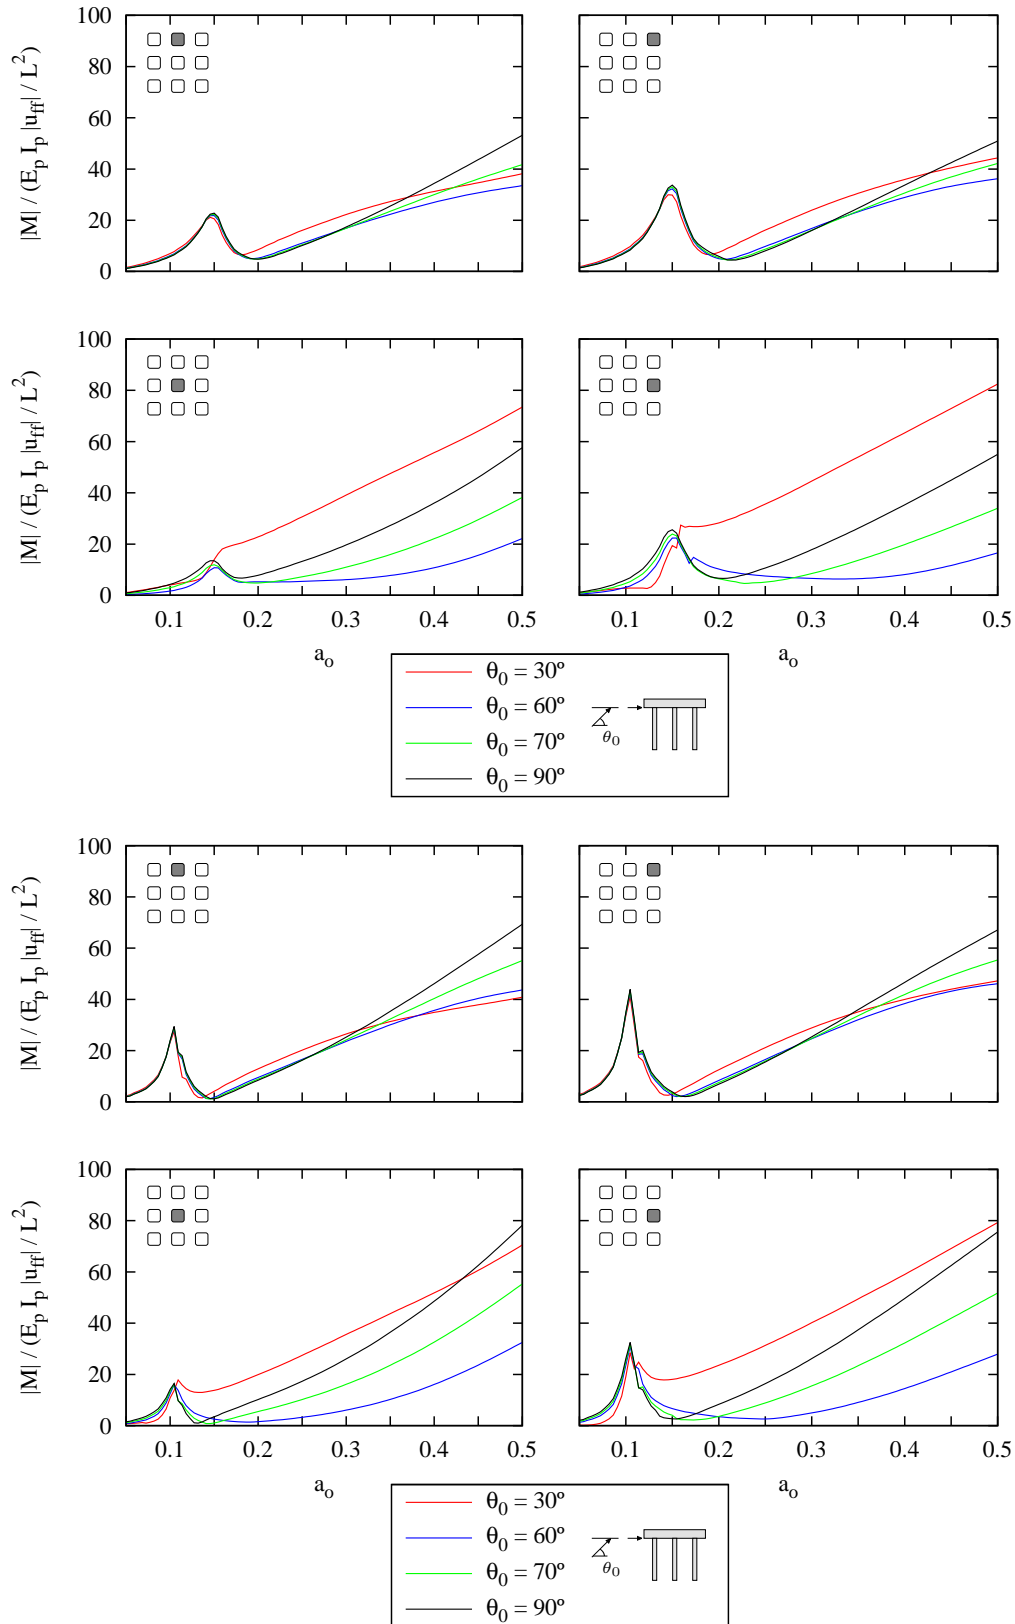 100
80
60
40
20
0
|M| / (E_p I_p |u_ff| / L^2)
100
80
60
40
20
0
|M| / (E_p I_p |u_ff| / L^2)
0.1 0.2 0.3 0.4 0.5
0.1 0.2 0.3 0.4 0.5
a_o
a_o
θ_0 = 30º
θ_0 = 60º
θ_0 = 70º
θ_0 = 90º
θ_0
100
80
60
40
20
0
|M| / (E_p I_p |u_ff| / L^2)
100
80
60
40
20
0
|M| / (E_p I_p |u_ff| / L^2)
0.1 0.2 0.3 0.4 0.5
0.1 0.2 0.3 0.4 0.5
a_o
a_o
θ_0 = 30º
θ_0 = 60º
θ_0 = 70º
θ_0 = 90º
θ_0